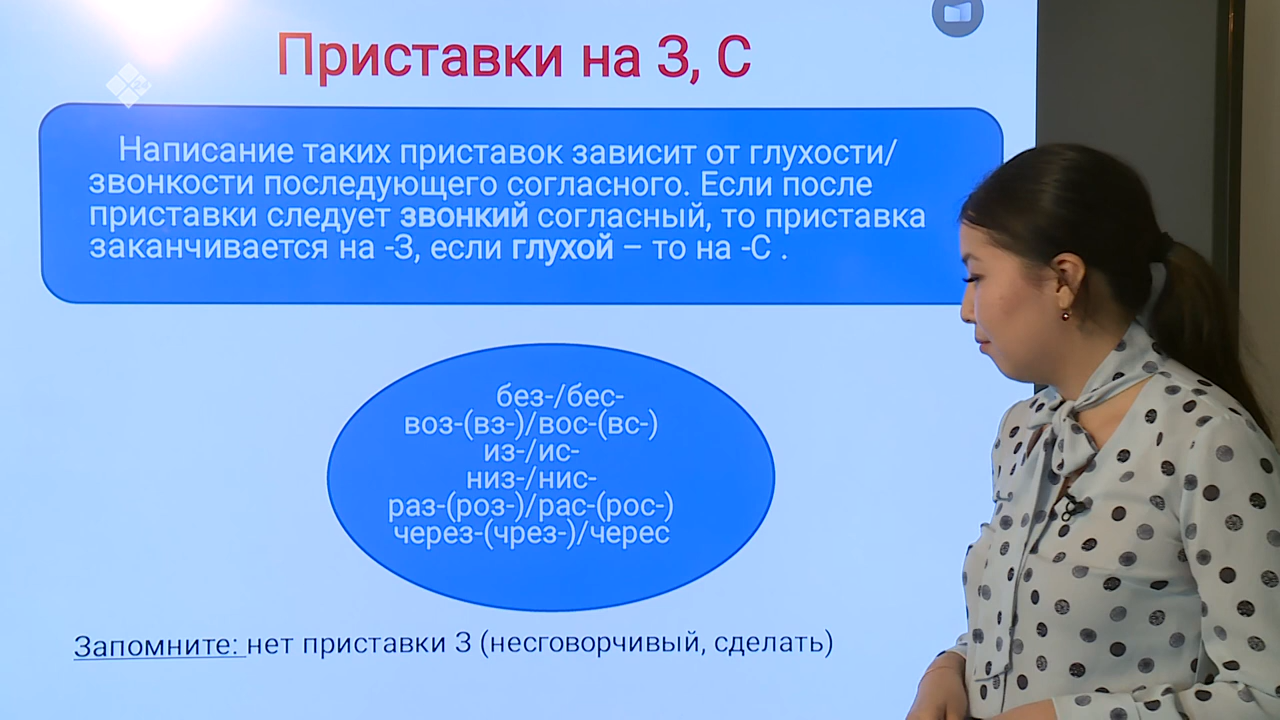 Приставки на З, С
Написание таких приставок зависит от глухости/
звонкости последующего согласного. Если после
приставки следует звонкий согласный, то приставка
заканчивается на -З, если глухой – то на -С .
без-/бес-
воз-(вз-)/вос-(вс-)
из-/ис-
низ-/нис-
раз-(роз-)/рас-(рос-)
через-(чрез-)/черес
Запомните: нет приставки З (несговорчивый, сделать)